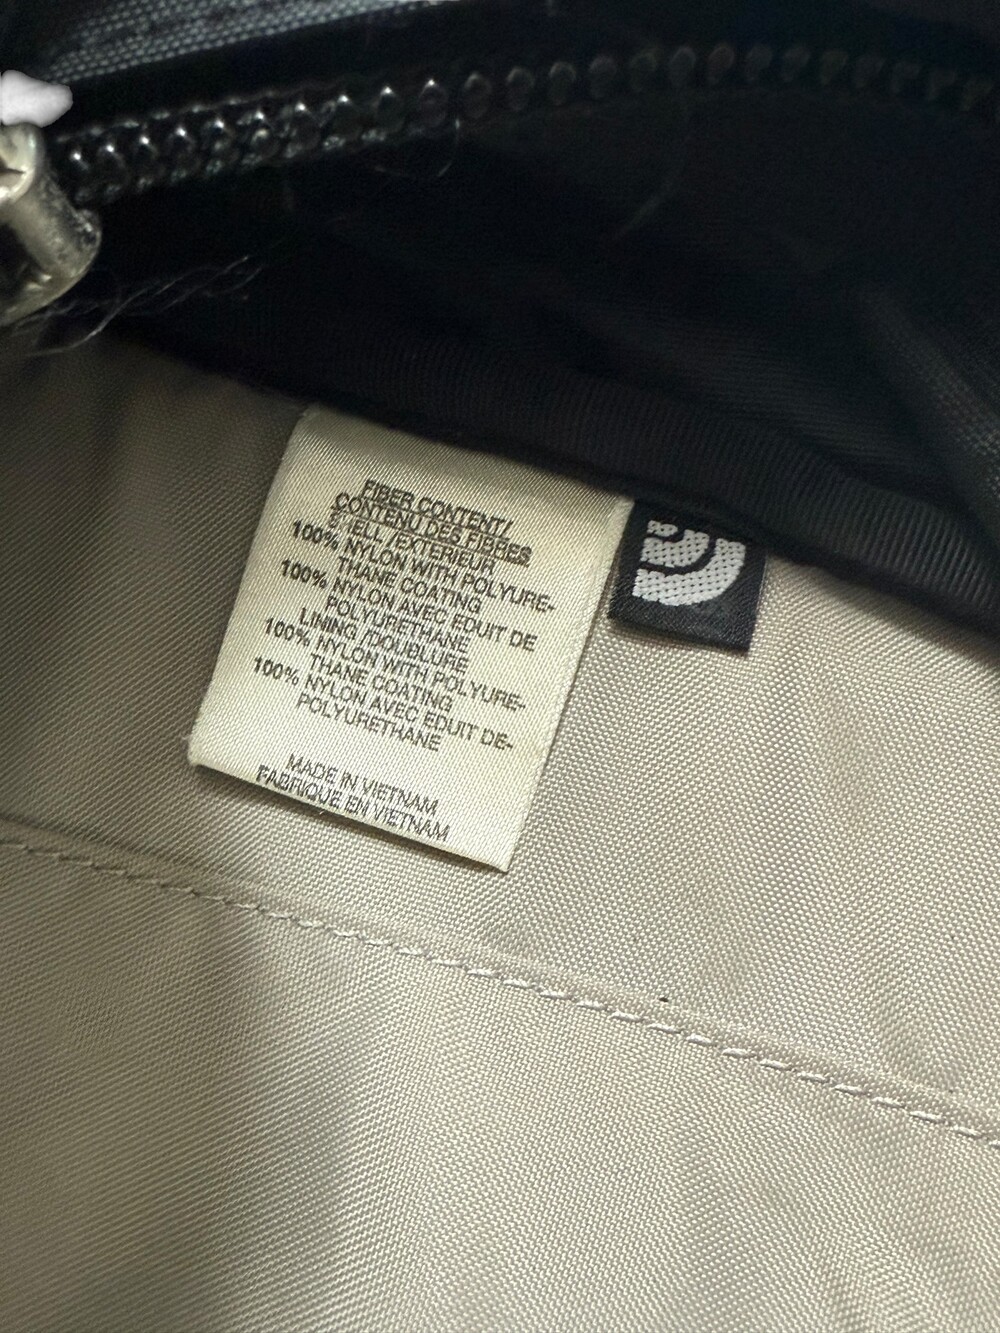 FIBER CONTENT/
CONTENU DES FIBRES
SHELL / EXTERIEUR
100% NYLON WITH POLYURE-
THANE COATING
100% NYLON AVEC EDUIT DE
POLYURETHANE
LINING /DOUBLURE
100% NYLON WITH POLYURE-
THANE COATING
100% NYLON AVEC EDUIT DE-
POLYURETHANE
MADE IN VIETNAM
FABRIQUE EN VIETNAM